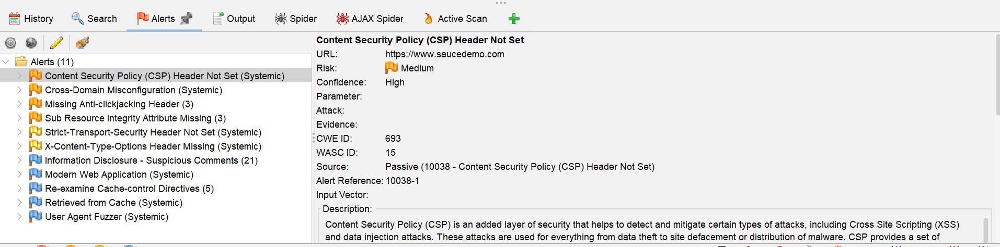 History Search Alerts Output Spider AJAX Spider Active Scan
Alerts (11)
Content Security Policy (CSP) Header Not Set (Systemic)
Cross-Domain Misconfiguration (Systemic)
Missing Anti-clickjacking Header (3)
Sub Resource Integrity Attribute Missing (3)
Strict-Transport-Security Header Not Set (Systemic)
X-Content-Type-Options Header Missing (Systemic)
Information Disclosure - Suspicious Comments (21)
Modern Web Application (Systemic)
Re-examine Cache-control Directives (5)
Retrieved from Cache (Systemic)
User Agent Fuzzer (Systemic)
Content Security Policy (CSP) Header Not Set
URL: https://www.saucedemo.com
Risk: Medium
Confidence: High
Parameter:
Attack:
Evidence:
CWE ID: 693
WASC ID: 15
Source: Passive (10038 - Content Security Policy (CSP) Header Not Set)
Alert Reference: 10038-1
Input Vector:
Description:
Content Security Policy (CSP) is an added layer of security that helps to detect and mitigate certain types of attacks, including Cross Site Scripting (XSS)
and data injection attacks. These attacks are used for everything from data theft to site defacement or distribution of malware. CSP provides a set of